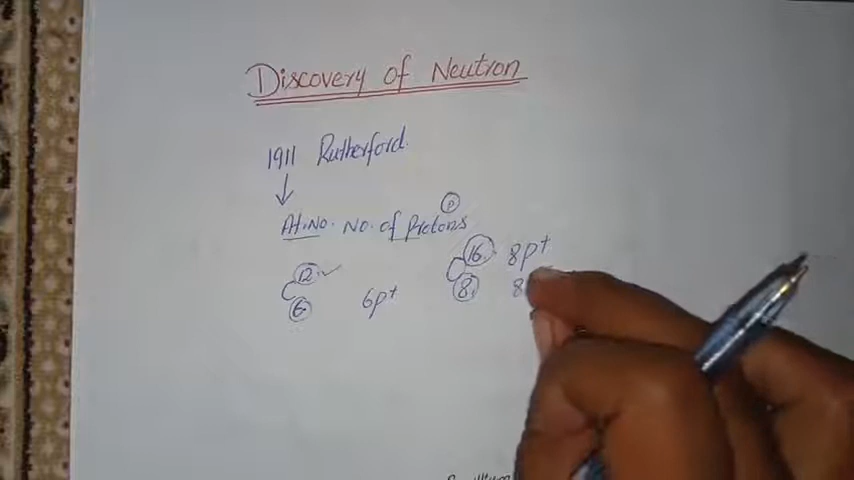 Discovery of Neutron
1911 Rutherford.
At.No. No. of Protons P
12 C 6 6p+
16 O 8 8p+
8